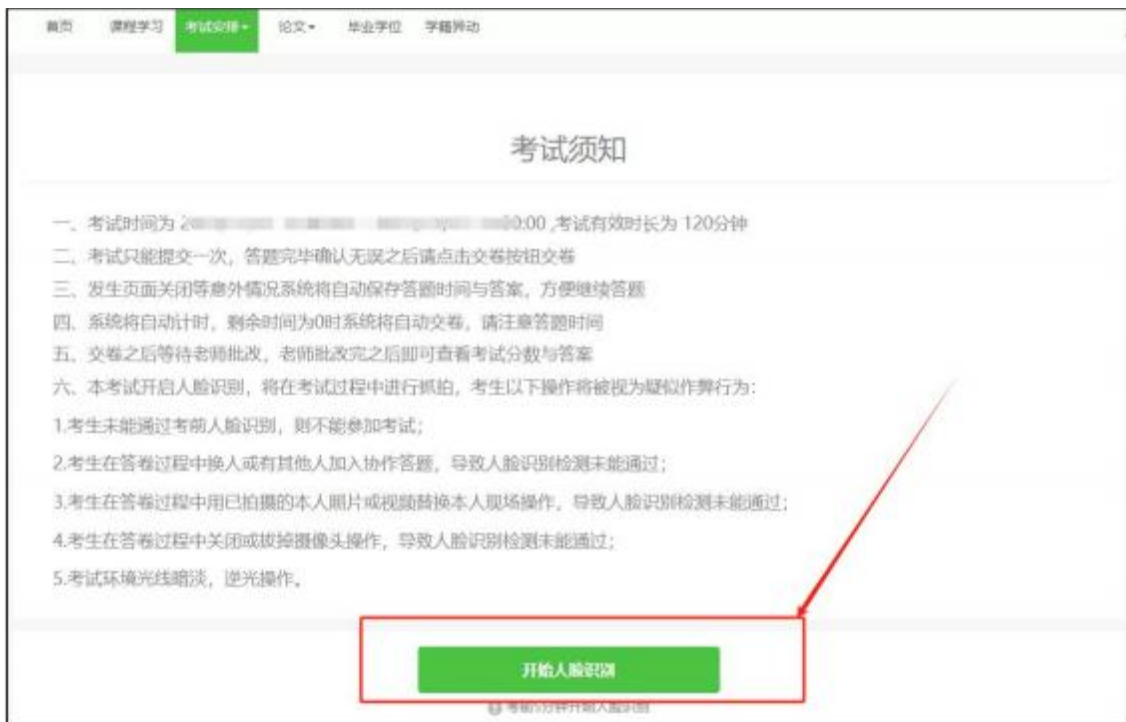 首页 课程学习 考试安排 论文 毕业学位 学籍异动
考试须知
一、考试时间为 2 0:00 ,考试有效时长为 120分钟
二、考试只能提交一次，答题完毕确认无误之后请点击交卷按钮交卷
三、发生页面关闭等意外情况系统将自动保存答题时间与答案，方便继续答题
四、系统将自动计时，剩余时间为0时系统将自动交卷，请注意答题时间
五、交卷之后等待老师批改，老师批改完之后即可查看考试分数与答案
六、本考试开启人脸识别，将在考试过程中进行抓拍，考生以下操作将被视为疑似作弊行为：
1.考生未能通过考前人脸识别，则不能参加考试；
2.考生在答卷过程中换人或有其他人加入协作答题，导致人脸识别检测未能通过；
3.考生在答卷过程中用已拍摄的本人照片或视频替换本人现场操作，导致人脸识别检测未能通过；
4.考生在答卷过程中关闭或拔掉摄像头操作，导致人脸识别检测未能通过；
5.考试环境光线暗淡，逆光操作。
开始人脸识别
考前5分钟开始人脸识别